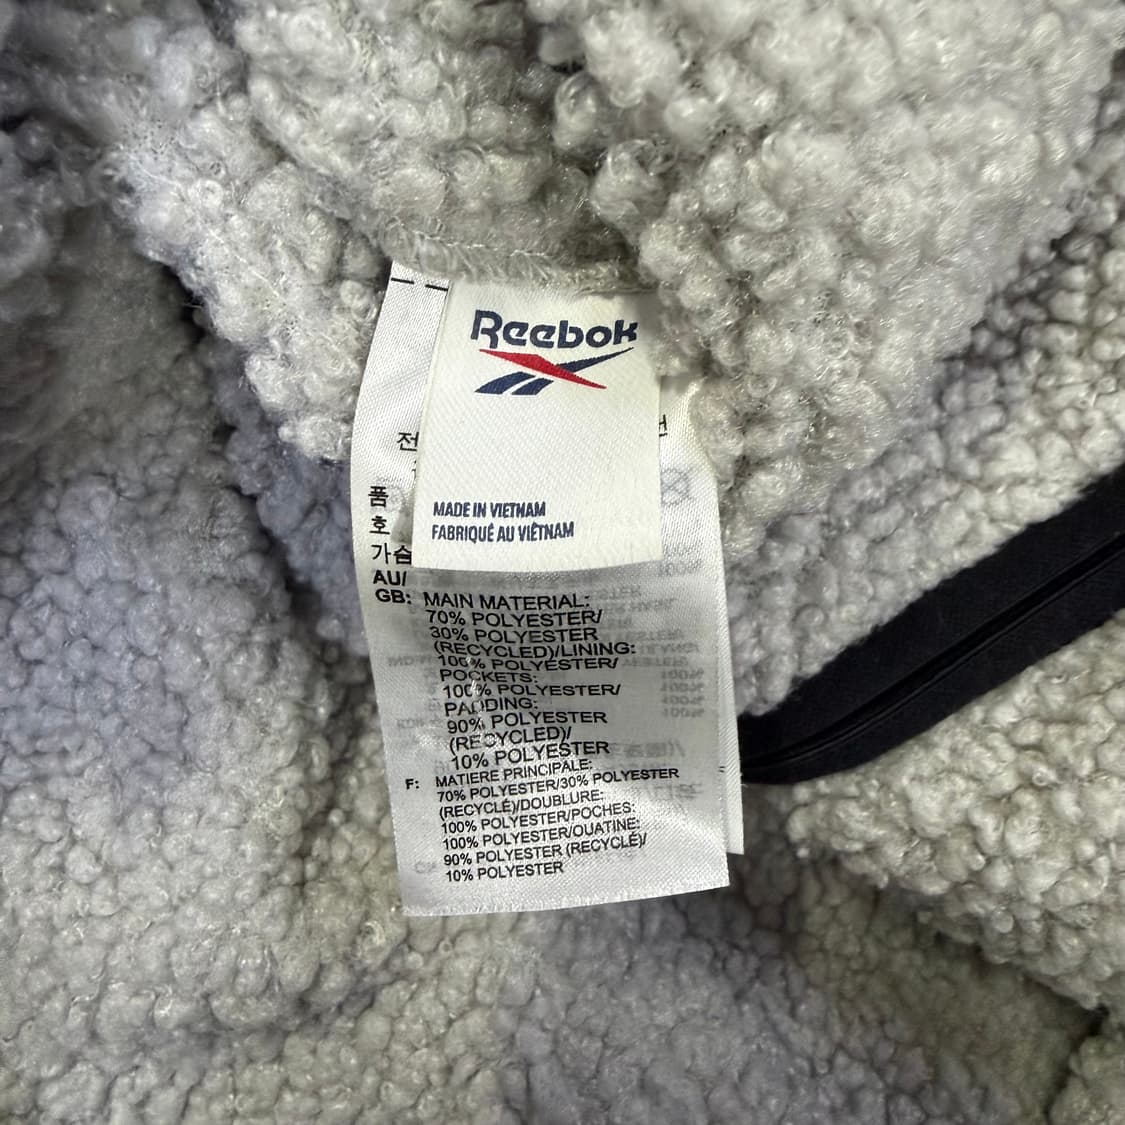 Reebok
MADE IN VIETNAM
FABRIQUÉ AU VIÊTNAM
전
품
호
가슴
AU/
GB: MAIN MATERIAL:
70% POLYESTER/
30% POLYESTER
(RECYCLED)/LINING:
100% POLYESTER/
POCKETS:
100% POLYESTER/
PADDING:
90% POLYESTER
(RECYCLED)/
10% POLYESTER
F: MATIERE PRINCIPALE:
70% POLYESTER/30% POLYESTER
(RECYCLÉ)/DOUBLURE:
100% POLYESTER/POCHES:
100% POLYESTER/OUATINE:
90% POLYESTER (RECYCLÉ)/
10% POLYESTER